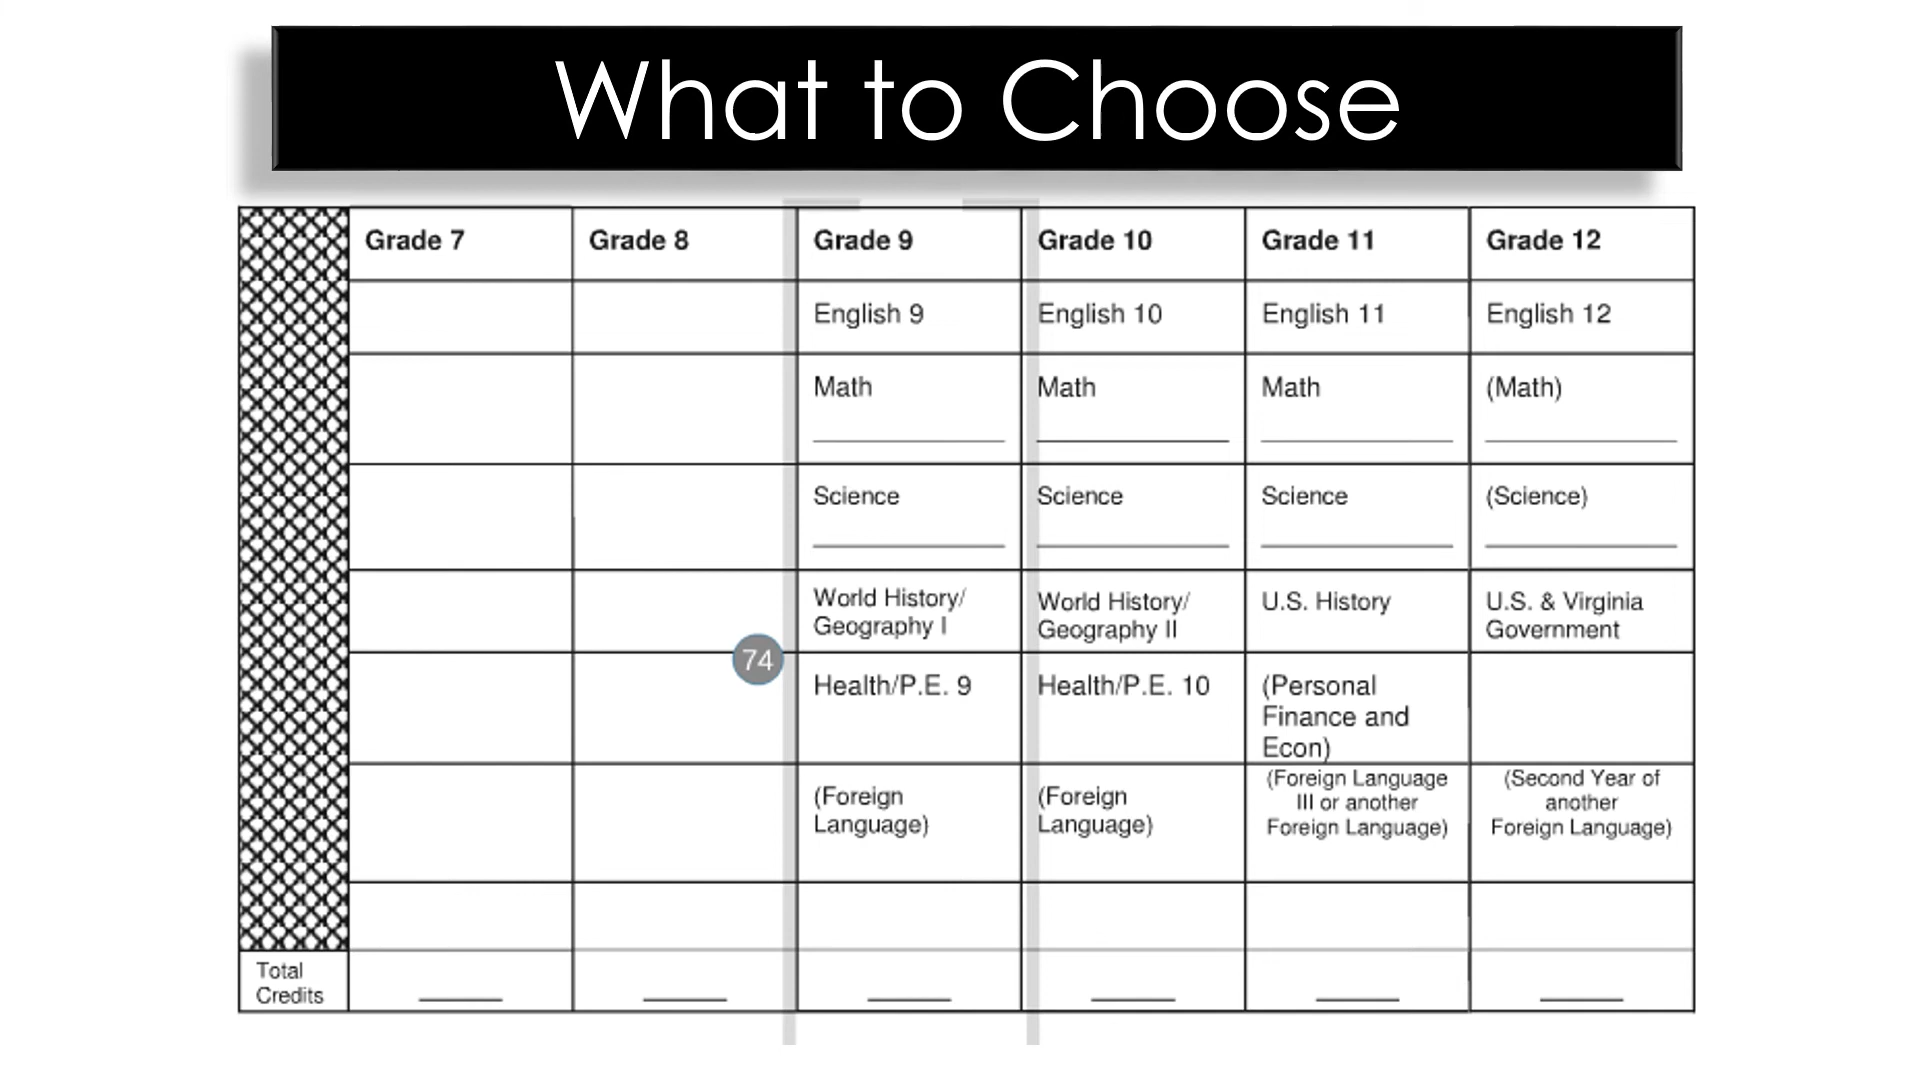 What to Choose
Grade 7 Grade 8 Grade 9 Grade 10 Grade 11 Grade 12
English 9 English 10 English 11 English 12
Math Math Math (Math)
Science Science Science (Science)
World History/ World History/ U.S. History U.S. & Virginia
Geography I Geography II Government
74
Health/P.E. 9 Health/P.E. 10 (Personal
Finance and
Econ)
(Foreign (Foreign (Foreign Language (Second Year of
Language) Language) III or another another
Foreign Language) Foreign Language)
Total
Credits